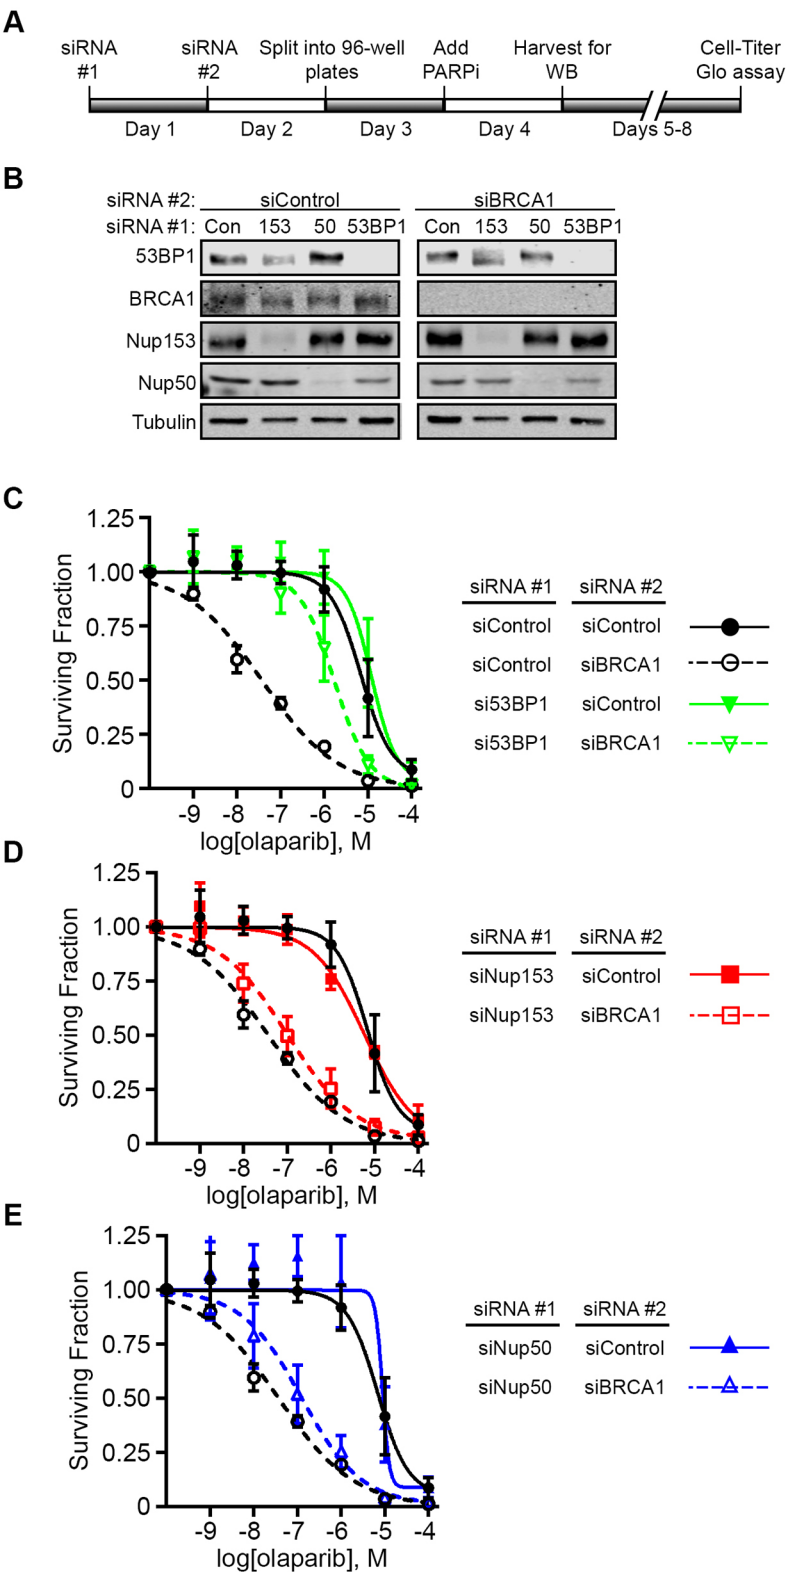 A
siRNA #1
siRNA #2
Split into 96-well plates
Add PARPi
Harvest for WB
Cell-Titer Glo assay
Day 1
Day 2
Day 3
Day 4
Days 5-8
B
siRNA #2: siControl siBRCA1
siRNA #1: Con 153 50 53BP1 Con 153 50 53BP1
53BP1
BRCA1
Nup153
Nup50
Tubulin
C
1.25
1.00
0.75
0.50
0.25
0
Surviving Fraction
-9 -8 -7 -6 -5 -4
log[olaparib], M
siRNA #1 siRNA #2
siControl siControl
siControl siBRCA1
si53BP1 siControl
si53BP1 siBRCA1
D
1.25
1.00
0.75
0.50
0.25
0
Surviving Fraction
-9 -8 -7 -6 -5 -4
log[olaparib], M
siRNA #1 siRNA #2
siNup153 siControl
siNup153 siBRCA1
E
1.25
1.00
0.75
0.50
0.25
0
Surviving Fraction
-9 -8 -7 -6 -5 -4
log[olaparib], M
siRNA #1 siRNA #2
siNup50 siControl
siNup50 siBRCA1